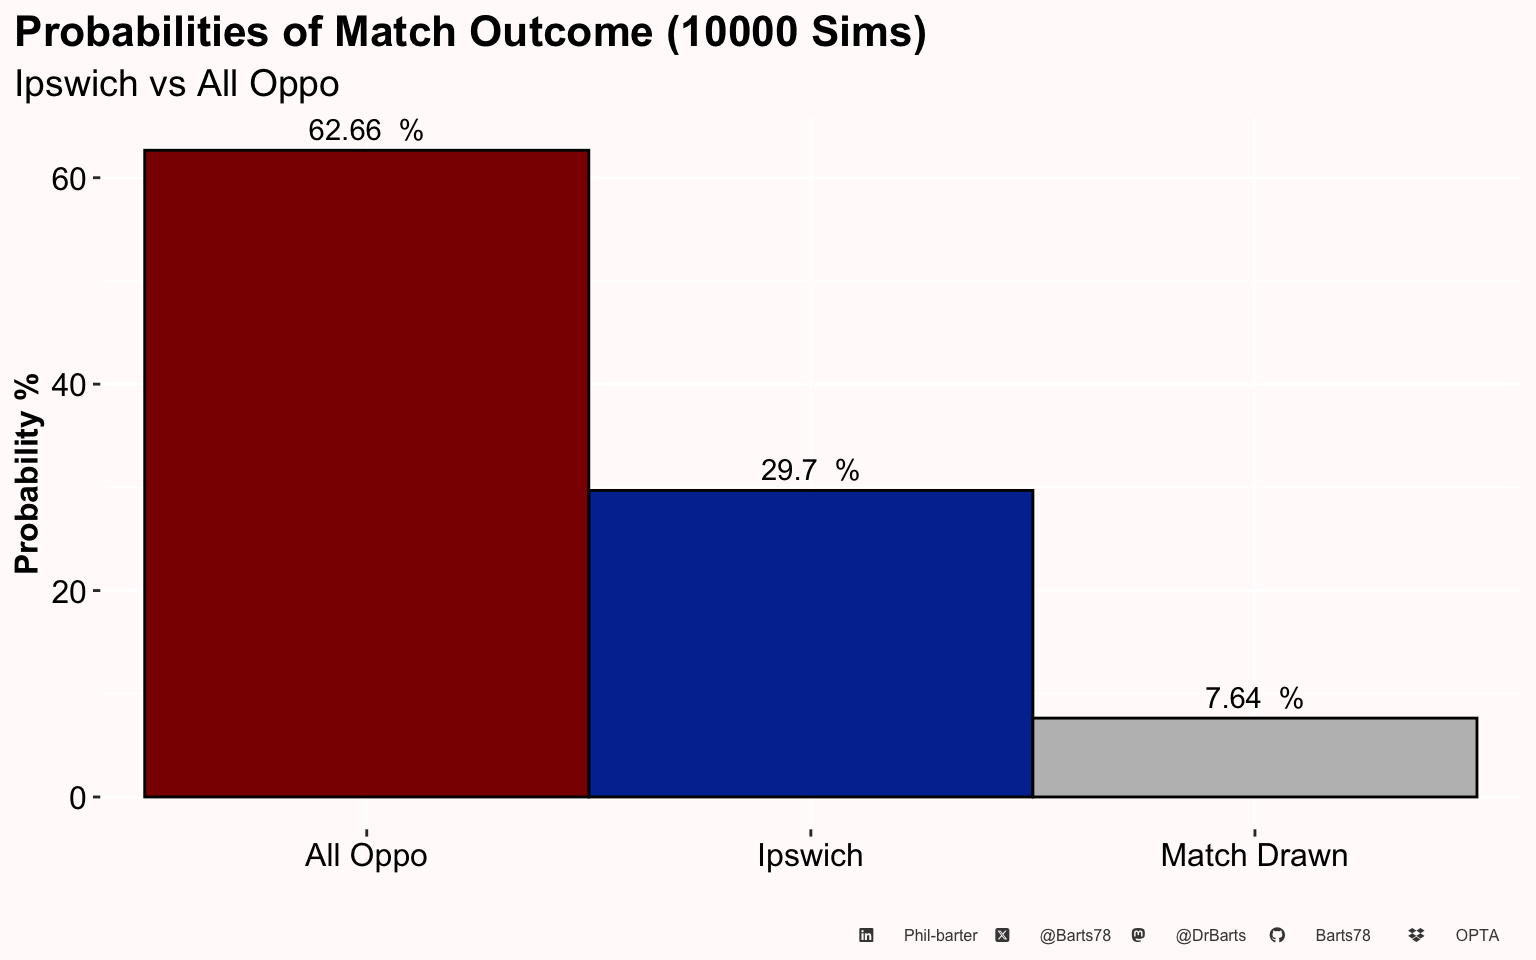 Probabilities of Match Outcome (10000 Sims)
Ipswich vs All Oppo
62.66 %
60
40
29.7 %
20
7.64 %
0
Probability %
All Oppo Ipswich Match Drawn
Phil-barter @Barts78 @DrBarts Barts78 OPTA